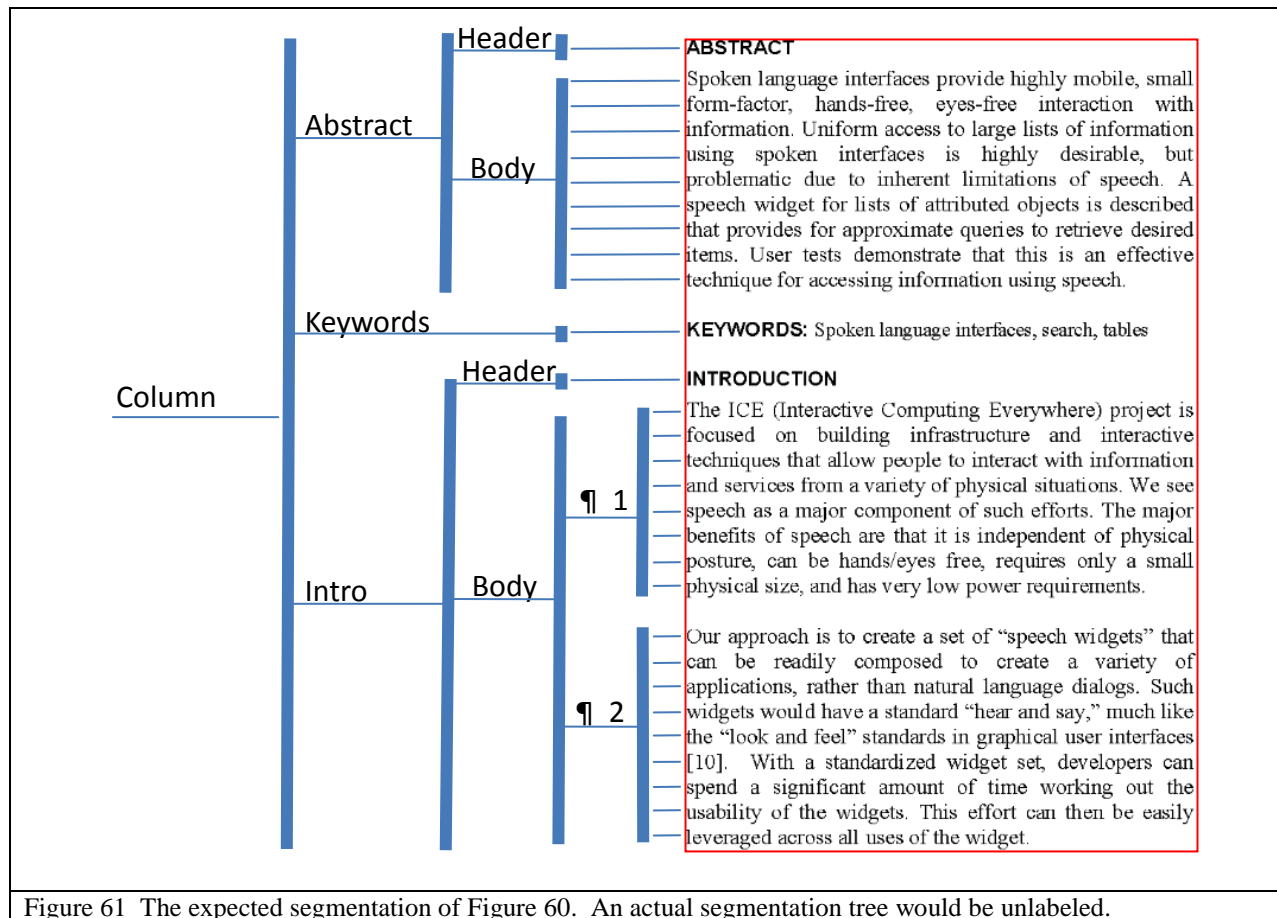 Header
ABSTRACT
Spoken language interfaces provide highly mobile, small
form-factor, hands-free, eyes-free interaction with
Abstract
information. Uniform access to large lists of information
using spoken interfaces is highly desirable, but
Body
problematic due to inherent limitations of speech. A
speech widget for lists of attributed objects is described
that provides for approximate queries to retrieve desired
items. User tests demonstrate that this is an effective
technique for accessing information using speech.
Keywords
KEYWORDS: Spoken language interfaces, search, tables
Header
INTRODUCTION
Column
The ICE (Interactive Computing Everywhere) project is
focused on building infrastructure and interactive
techniques that allow people to interact with information
and services from a variety of physical situations. We see
¶ 1
speech as a major component of such efforts. The major
benefits of speech are that it is independent of physical
posture, can be hands/eyes free, requires only a small
physical size, and has very low power requirements.
Intro
Body
Our approach is to create a set of “speech widgets” that
can be readily composed to create a variety of
applications, rather than natural language dialogs. Such
¶ 2
widgets would have a standard “hear and say,” much like
the “look and feel” standards in graphical user interfaces
[10]. With a standardized widget set, developers can
spend a significant amount of time working out the
usability of the widgets. This effort can then be easily
leveraged across all uses of the widget.
Figure 61 The expected segmentation of Figure 60. An actual segmentation tree would be unlabeled.